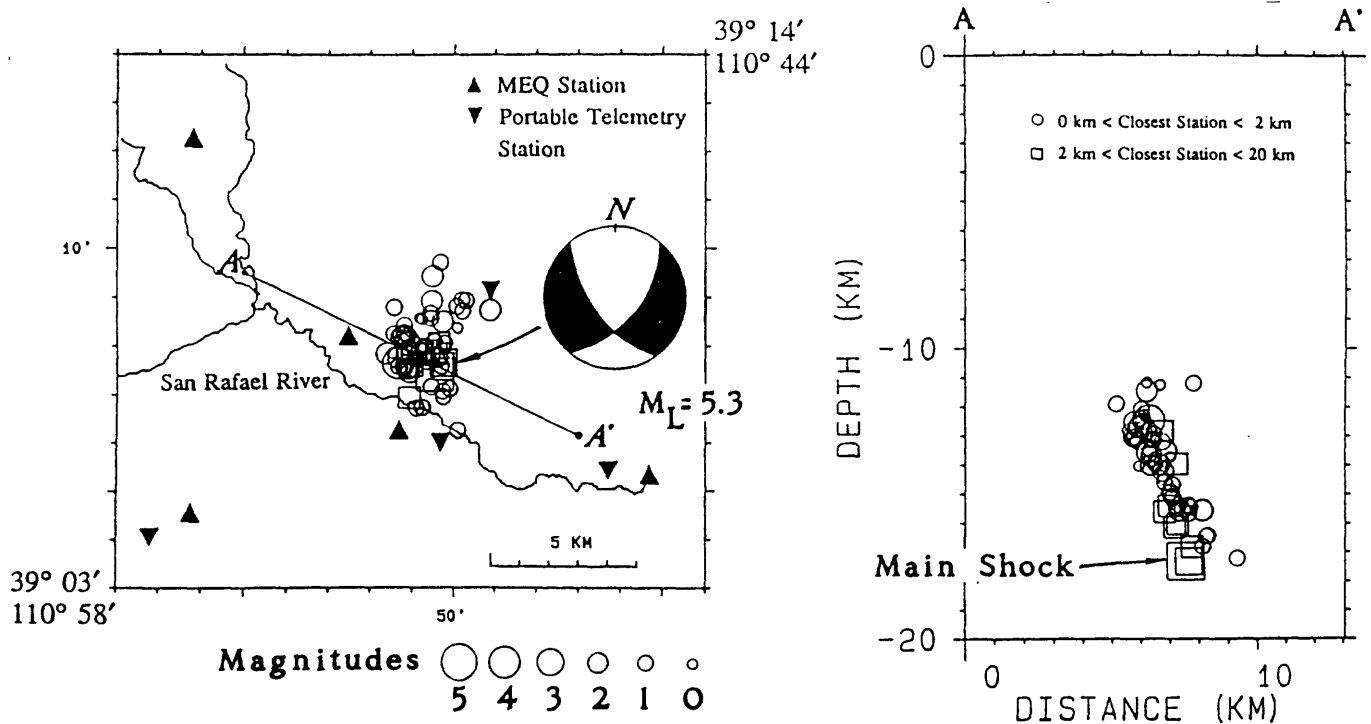 39° 14′
110° 44′
▲ MEQ Station
▼ Portable Telemetry
Station
N
10'
A
San Rafael River
M_L = 5.3
A'
5 KM
39° 03′
110° 58′
50'
Magnitudes
5 4 3 2 1 0
A A'
0
○ 0 km < Closest Station < 2 km
□ 2 km < Closest Station < 20 km
DEPTH (KM)
-10
Main Shock
-20
0 10
DISTANCE (KM)